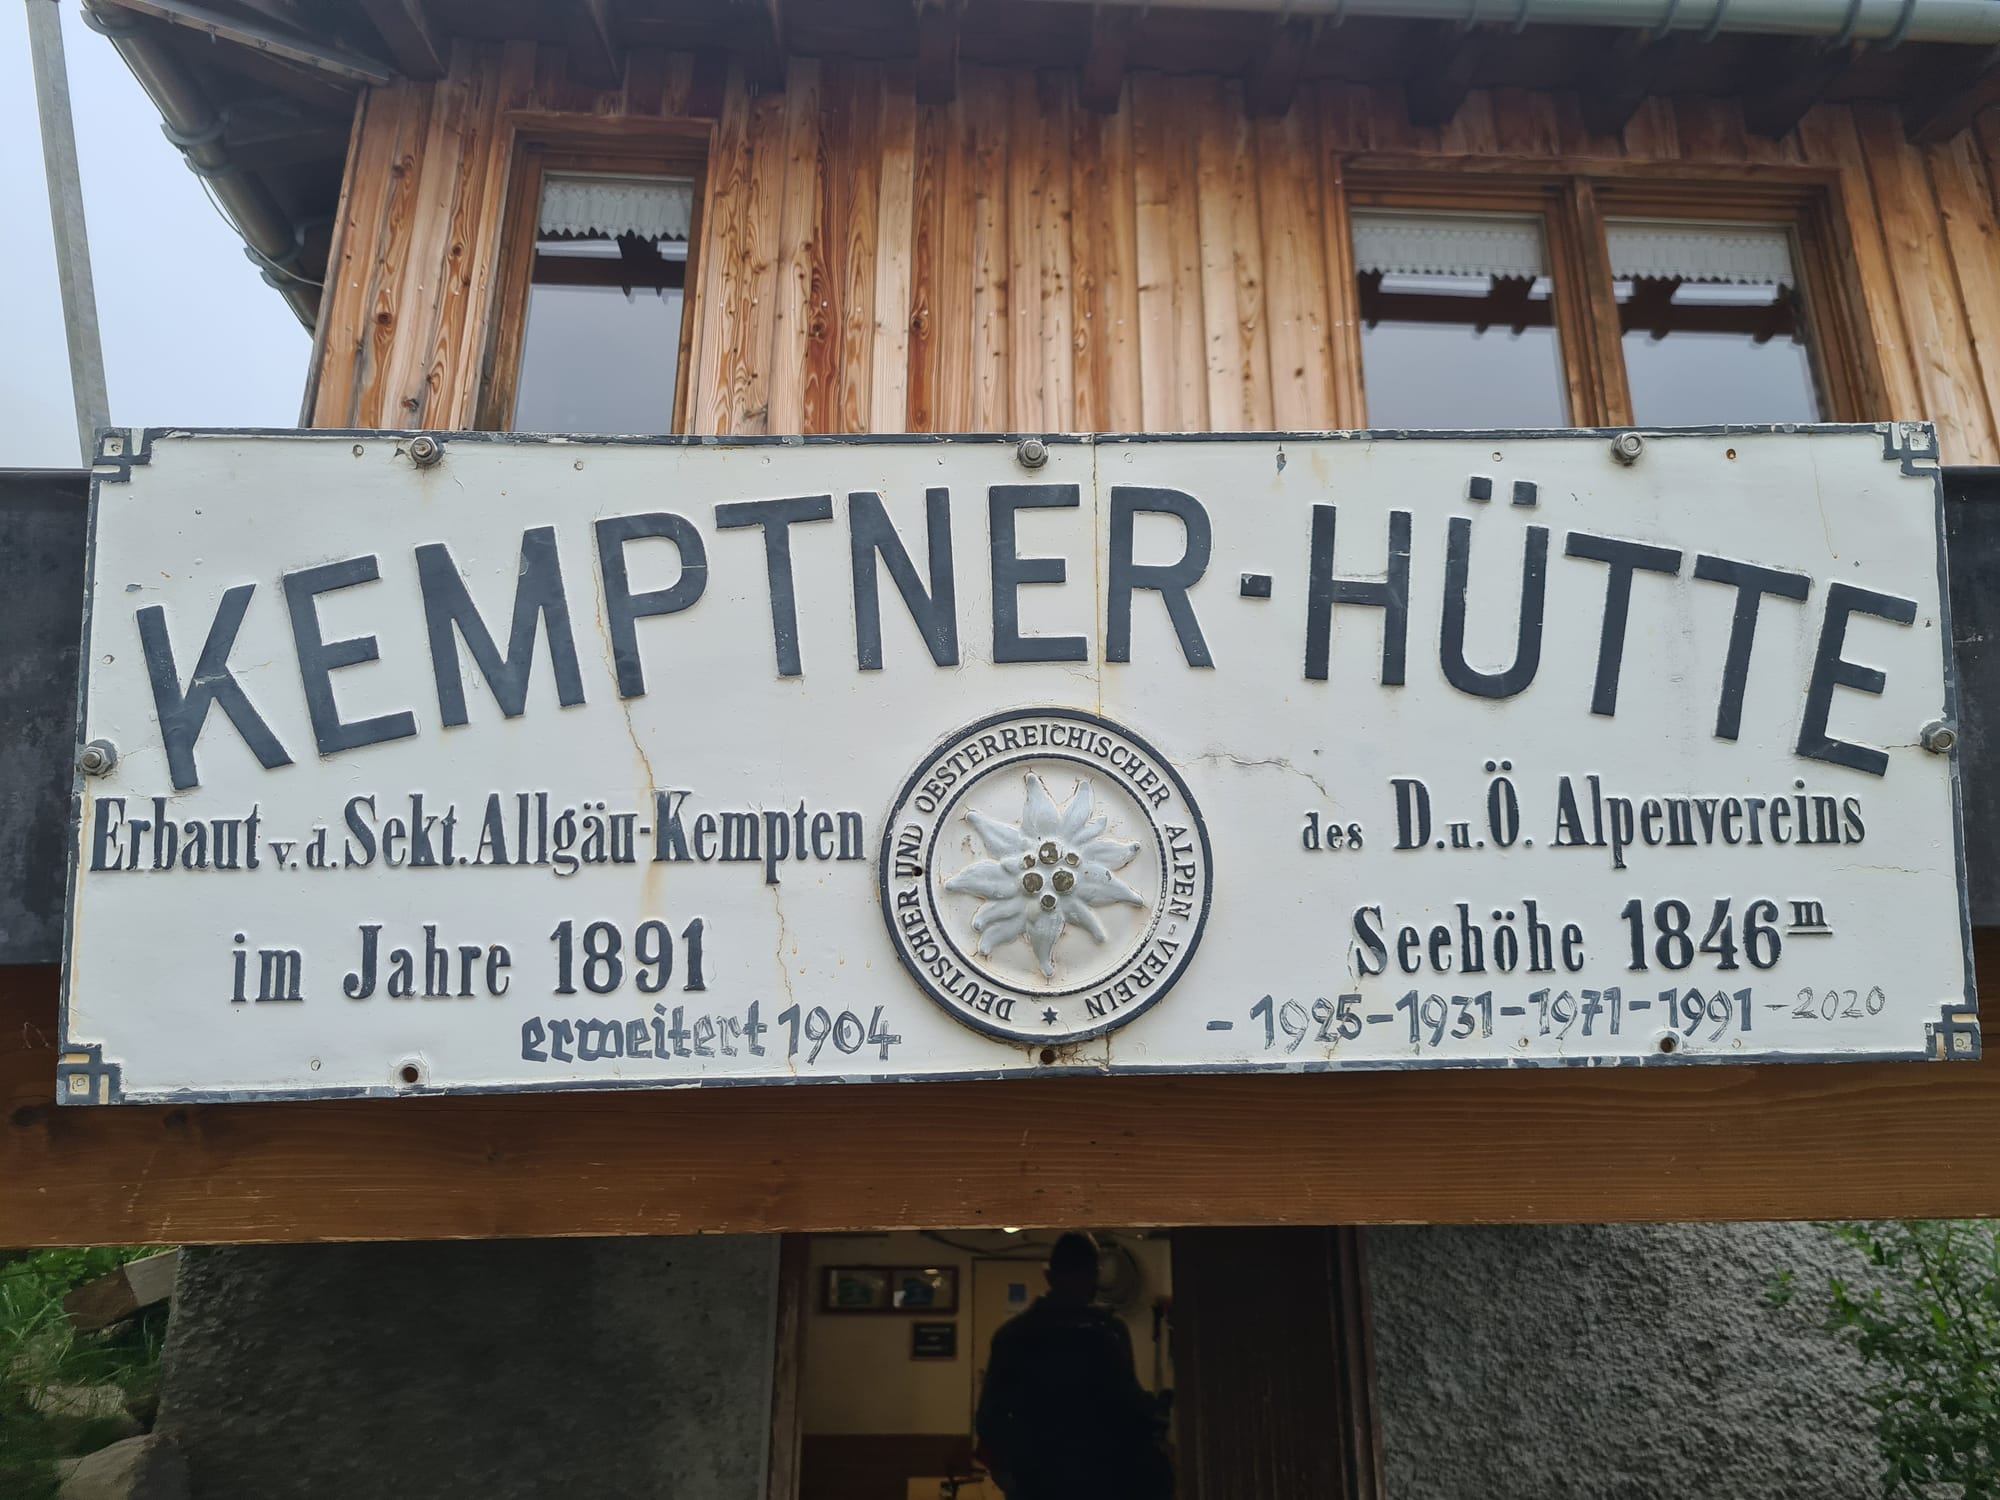 KEMPTNER-HÜTTE
Erbaut v. d. Sekt. Allgäu-Kempten
im Jahre 1891
erweitert 1904
DEUTSCHER UND OESTERREICHISCHER ALPEN-VEREIN
des D. u. Ö. Alpenvereins
Seehöhe 1846 m
-1925-1931-1971-1991-2020